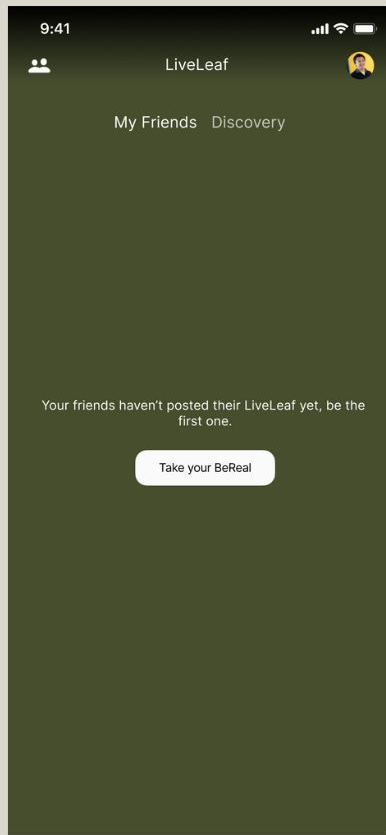 9:41
LiveLeaf
My Friends Discovery
Your friends haven’t posted their LiveLeaf yet, be the
first one.
Take your BeReal